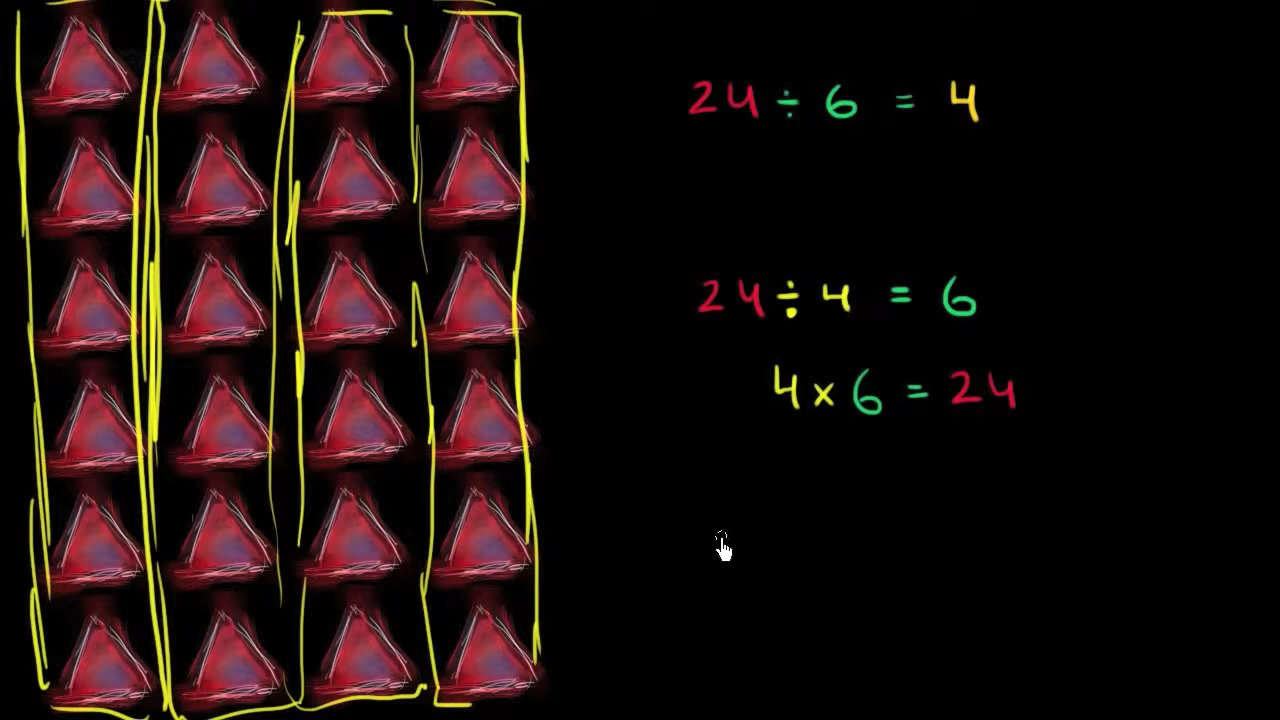 24 ÷ 6 = 4
24 ÷ 4 = 6
4 x 6 = 24